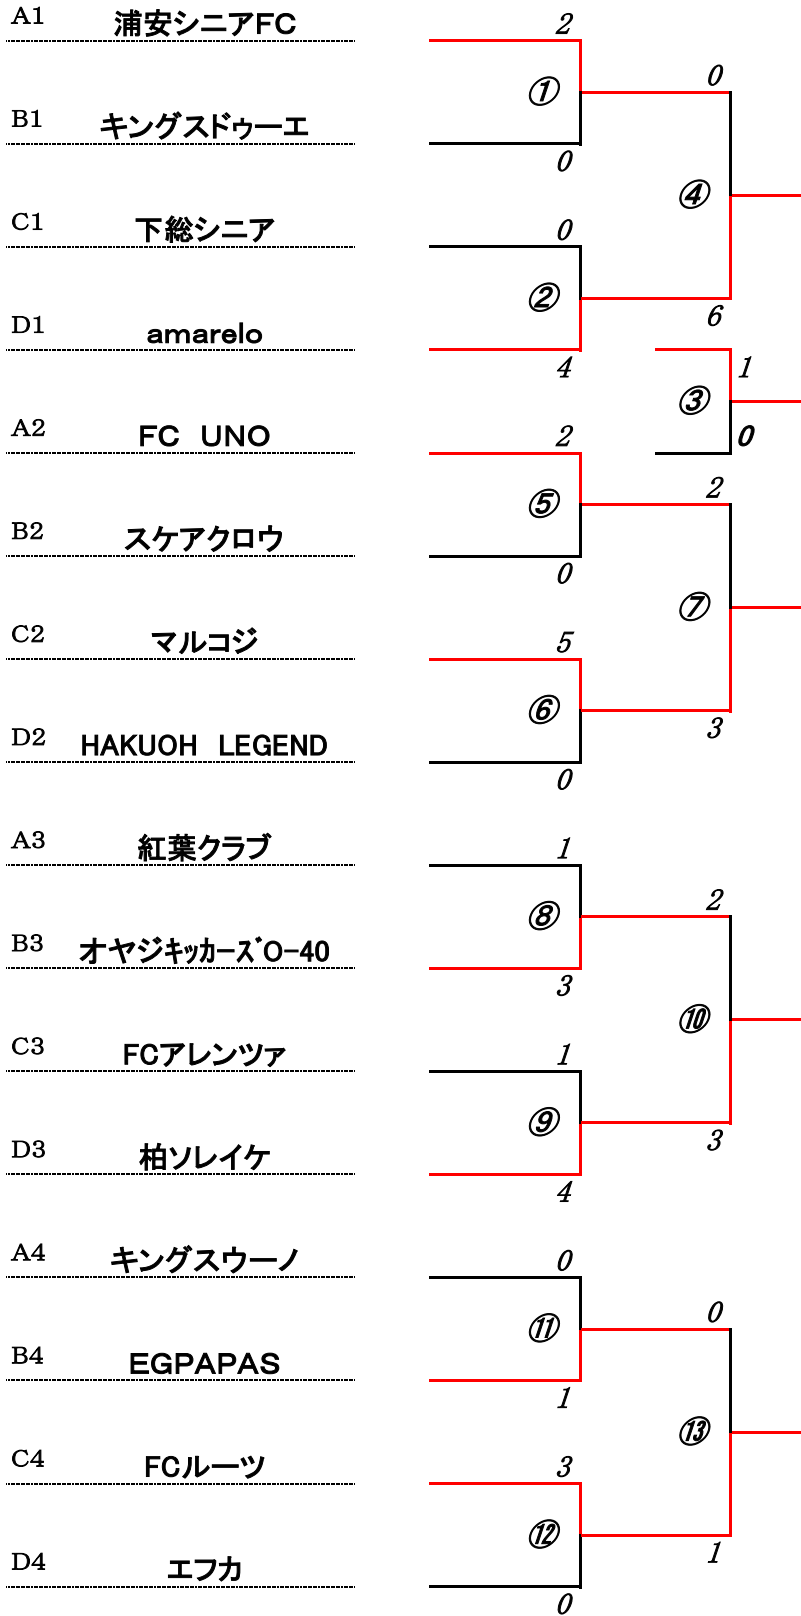 A1 浦安シニアFC 2
0
①
B1 キングスドゥーエ
0
④
C1 下総シニア 0
②
D1 amarelo
6
4
1
③
A2 FC UNO 2
0
2
⑤
B2 スケアクロウ
0
⑦
C2 マルコジ 5
⑥
D2 HAKUOH LEGEND
3
0
A3 紅葉クラブ 1
2
⑧
B3 オヤジキッカーズO-40
3
⑩
C3 FCアレンツァ 1
⑨
D3 柏ソレイケ
3
4
A4 キングスウーノ 0
0
⑪
B4 EGPAPAS
1
⑬
C4 FCルーツ 3
⑫
1
D4 エフカ
0